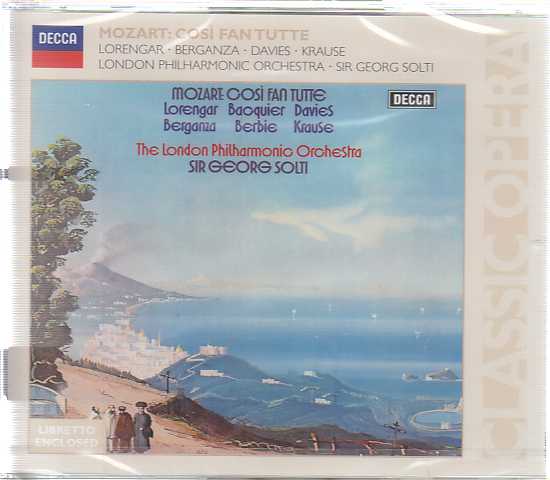 DECCA
MOZART: COSÌ FAN TUTTE
LORENGAR · BERGANZA · DAVIES · KRAUSE
LONDON PHILHARMONIC ORCHESTRA · SIR GEORG SOLTI
MOZART: COSÌ FAN TUTTE
Lorengar Bacquier Davies
Berganza Berbie Krause
DECCA
The London Philharmonic Orchestra
SIR GEORG SOLTI
CLASSIC OPERA
LIBRETTO
ENCLOSED